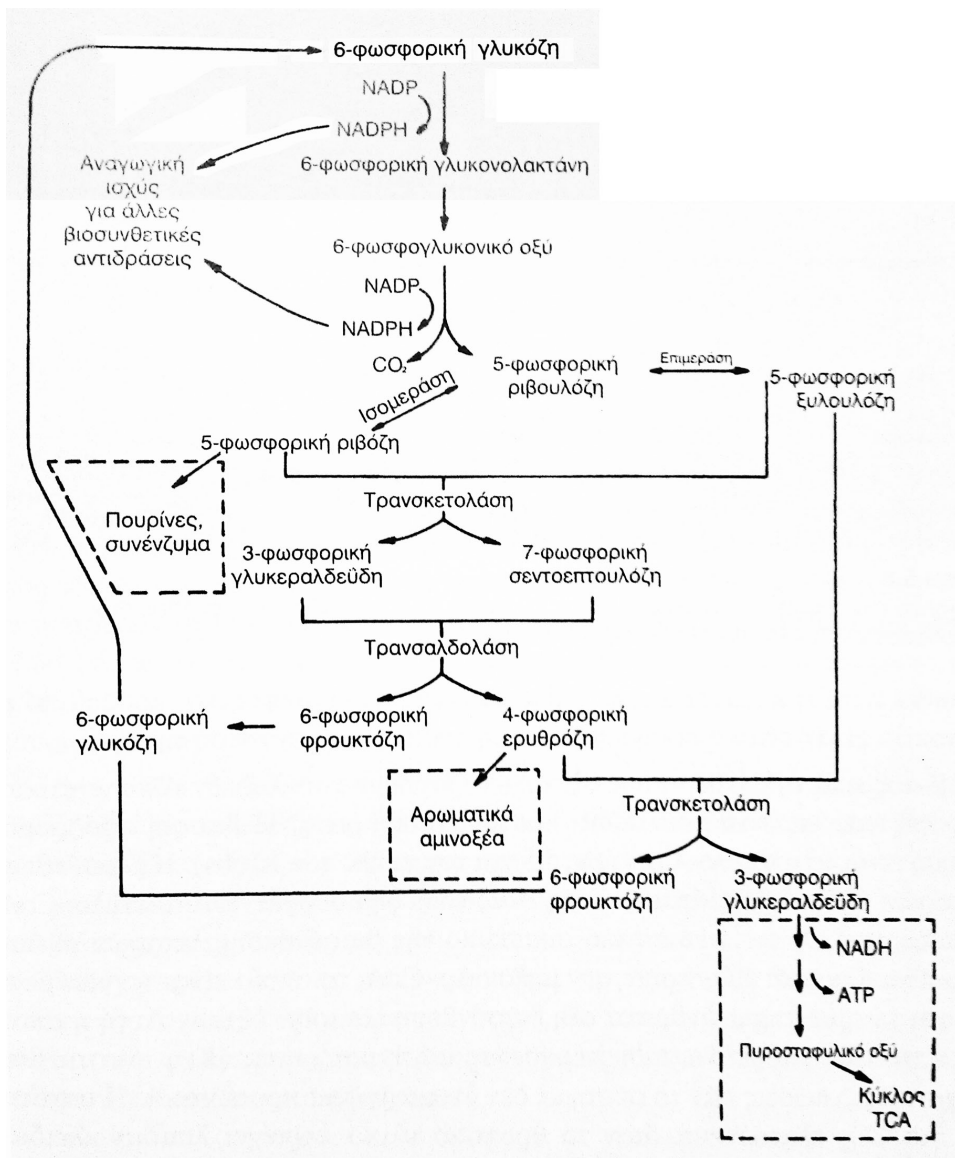 6-φωσφορική γλυκόζη
NADP
NADPH
Αναγωγική
ισχύς
για άλλες
βιοσυνθετικές
αντιδράσεις
6-φωσφορική γλυκονολακτάνη
6-φωσφογλυκονικό οξύ
NADP
NADPH
CO₂
5-φωσφορική
ριβουλόζη
Επιμεράση
5-φωσφορική
ξυλουλόζη
Ισομεράση
5-φωσφορική ριβόζη
Πουρίνες,
συνένζυμα
Τρανσκετολάση
3-φωσφορική
γλυκεραλδεΰδη
7-φωσφορική
σεντοεπτουλόζη
Τρανσαλδολάση
6-φωσφορική
γλυκόζη
6-φωσφορική
φρουκτόζη
4-φωσφορική
ερυθρόζη
Αρωματικά
αμινοξέα
Τρανσκετολάση
6-φωσφορική
φρουκτόζη
3-φωσφορική
γλυκεραλδεΰδη
NADH
ATP
Πυροσταφυλικό οξύ
Κύκλος
TCA